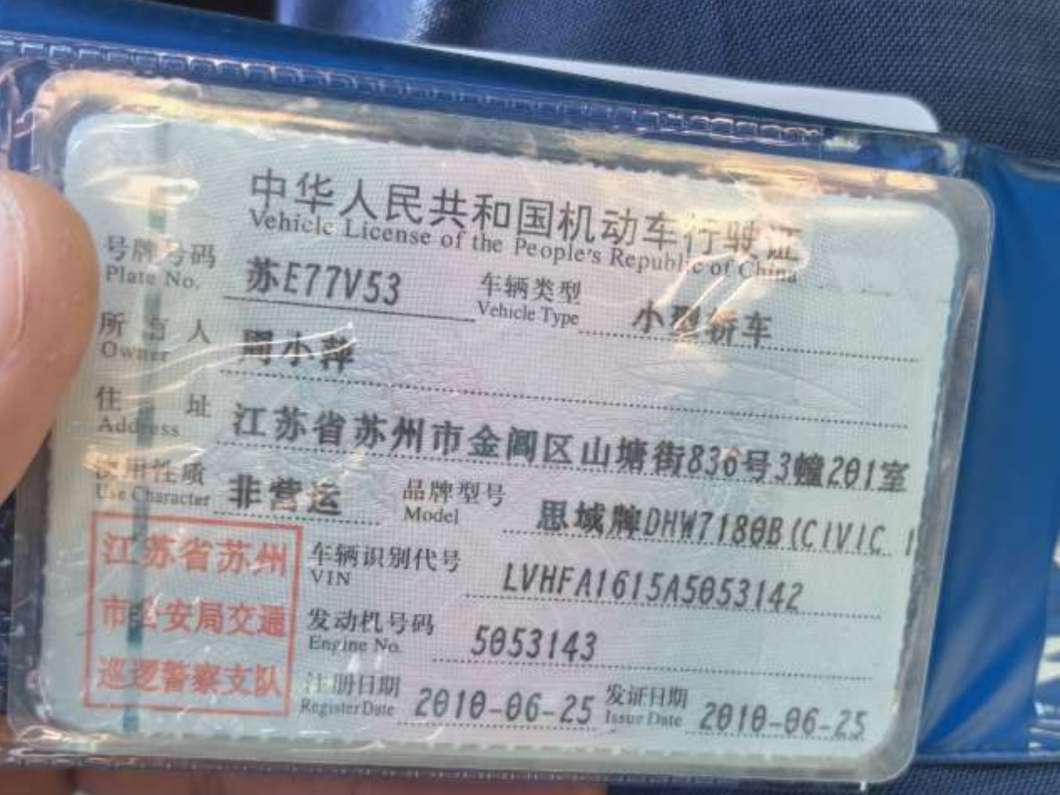 中华人民共和国机动车行驶证
Vehicle License of the People's Republic of China
号牌号码 苏E77V53 车辆类型 小型轿车
Plate No. Vehicle Type
所有人 周小萍
Owner
住址 江苏省苏州市金阊区山塘街836号3幢201室
Address
使用性质 非营运 品牌型号 思域牌DHW7180B(CIVIC
Use Character Model
江苏省苏州
市公安局交通
巡逻警察支队
车辆识别代号 LVHFA1615A5053142
VIN
发动机号码 5053143
Engine No.
注册日期 2010-06-25 发证日期 2010-06-25
Register Date Issue Date